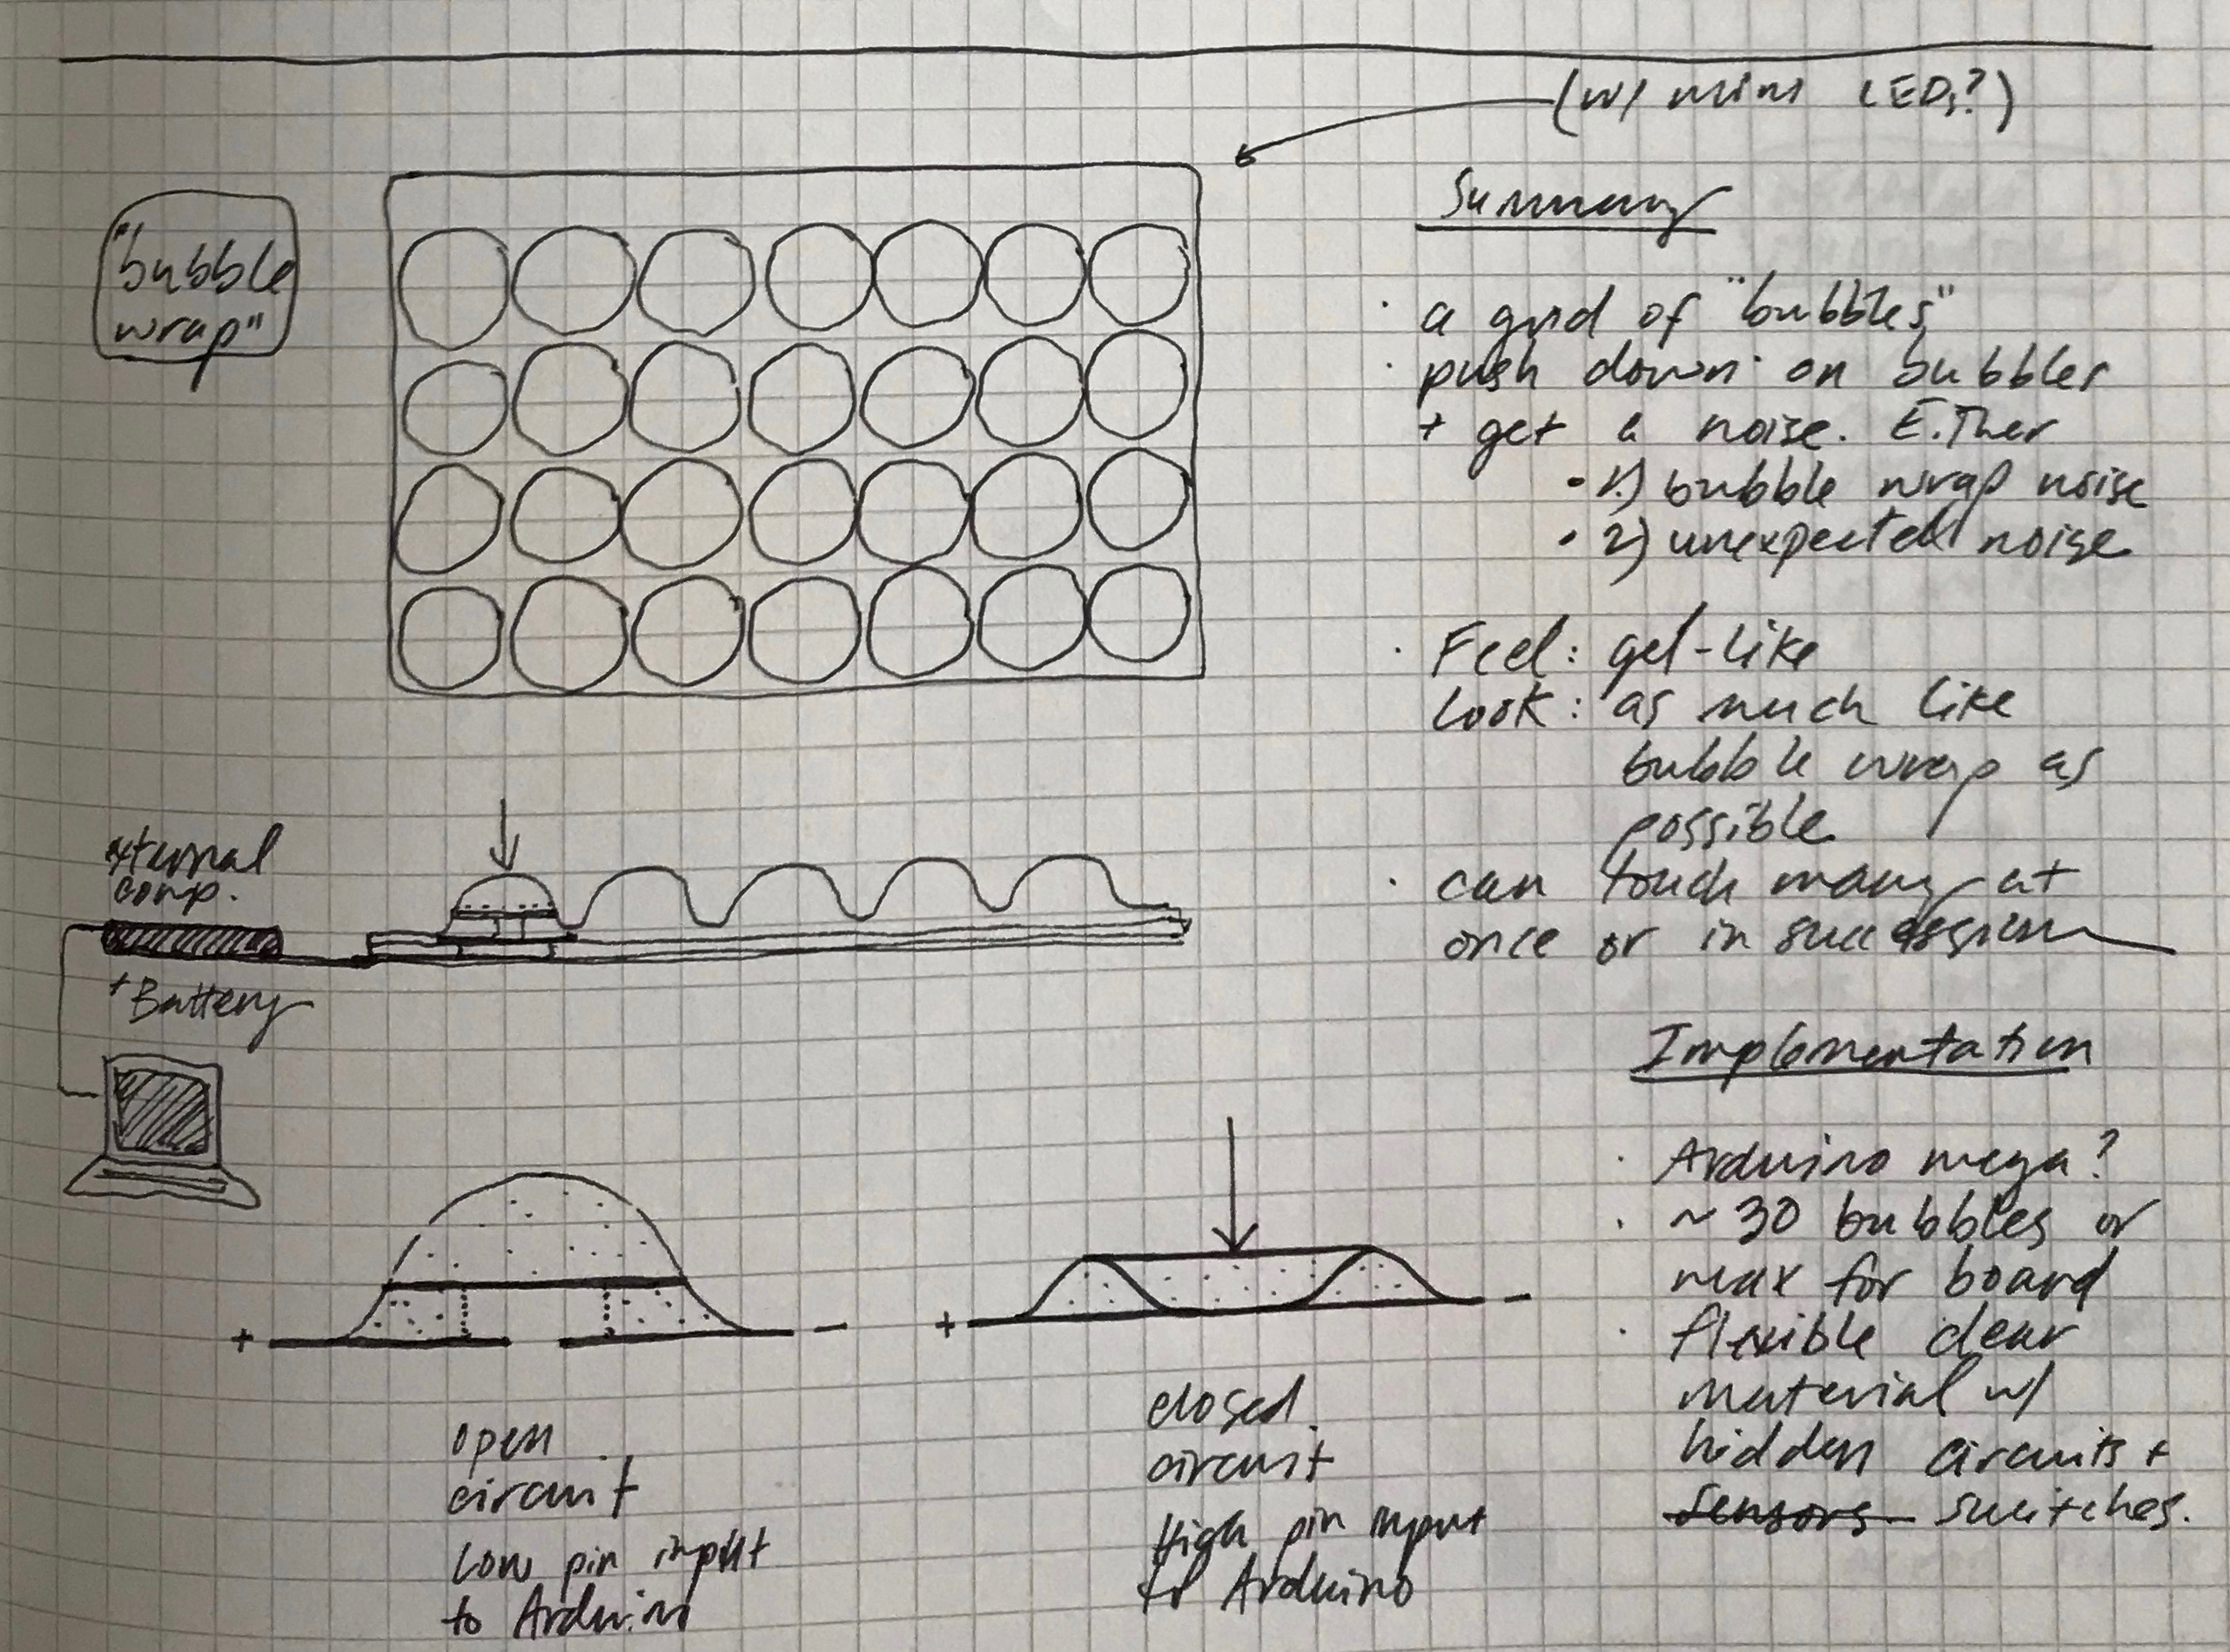 (w/ mini LEDs?)
"bubble
wrap"
Summary
· a grid of "bubbles"
· push down on bubbles
+ get a noise. Either
• 1.) bubble wrap noise
• 2) unexpected noise
· Feel: gel-like
Look: as much like
bubble wrap as
possible
· can touch many at
once or in succession
external
comp.
+ Battery
Implementation
· Arduino mega?
· ~30 bubbles or
max for board
· flexible clear
material w/
hidden circuits +
sensors switches.
+ −
open
circuit
Low pin input
to Arduino
+ −
closed
circuit
High pin input
to Arduino